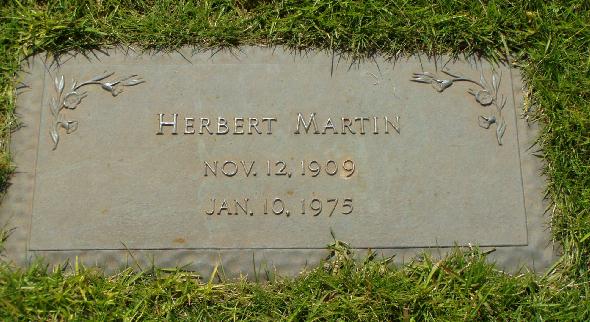 HERBERT MARTIN
NOV. 12, 1909
JAN. 10, 1975